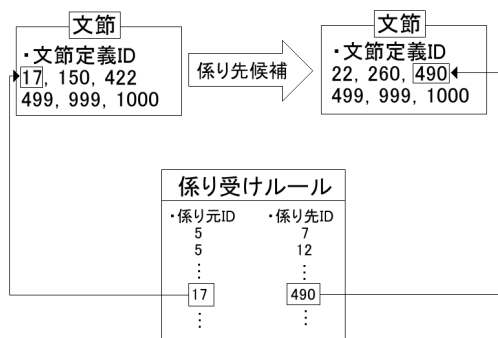 文節
・文節定義ID
17, 150, 422
499, 999, 1000
係り先候補
文節
・文節定義ID
22, 260, 490
499, 999, 1000
係り受けルール
・係り元ID ・係り先ID
5 7
5 12
⋮ ⋮
17 490
⋮ ⋮